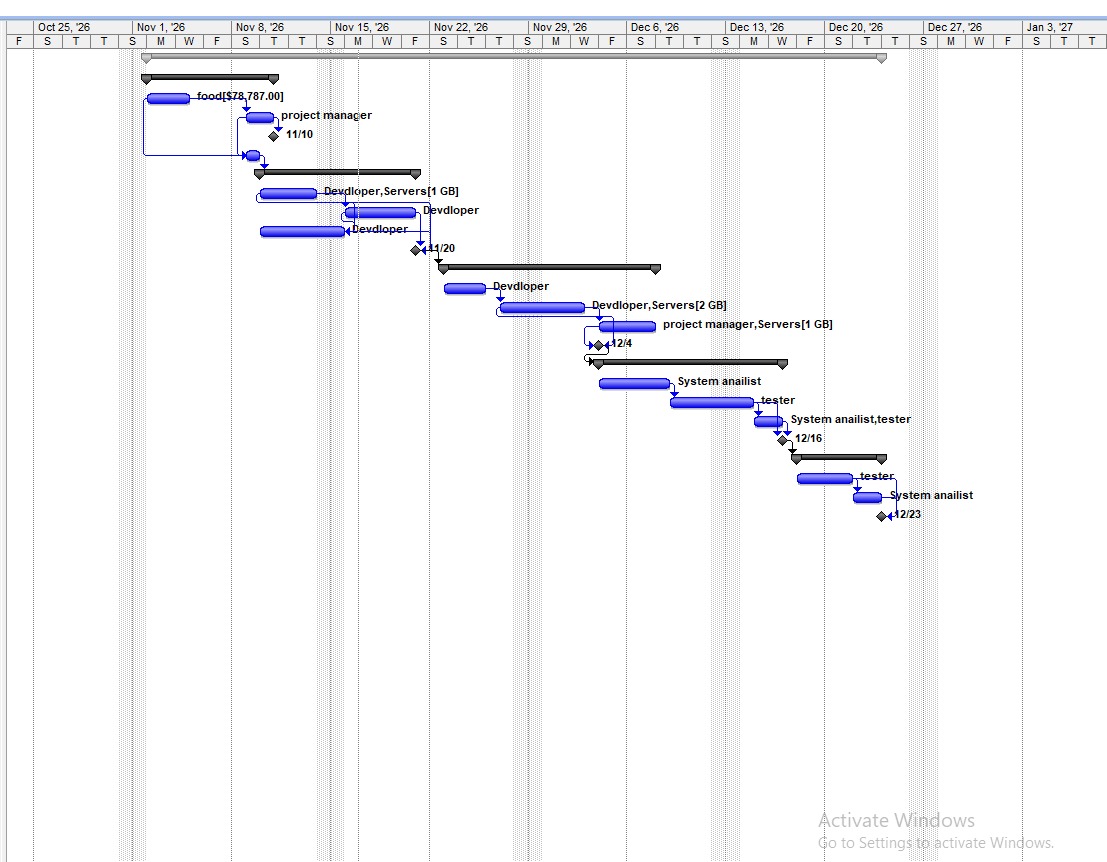 Oct 25, '26 Nov 1, '26 Nov 8, '26 Nov 15, '26 Nov 22, '26 Nov 29, '26 Dec 6, '26 Dec 13, '26 Dec 20, '26 Dec 27, '26 Jan 3, '27
F S T T S M W F S T T S M W F S T T S M W F S T T S M W F S T T S M W F S T T
food[$78,787.00]
project manager
11/10
Devdloper,Servers[1 GB]
Devdloper
Devdloper
11/20
Devdloper
Devdloper,Servers[2 GB]
project manager,Servers[1 GB]
12/4
System anailist
tester
System anailist,tester
12/16
tester
System anailist
12/23
Activate Windows
Go to Settings to activate Windows.